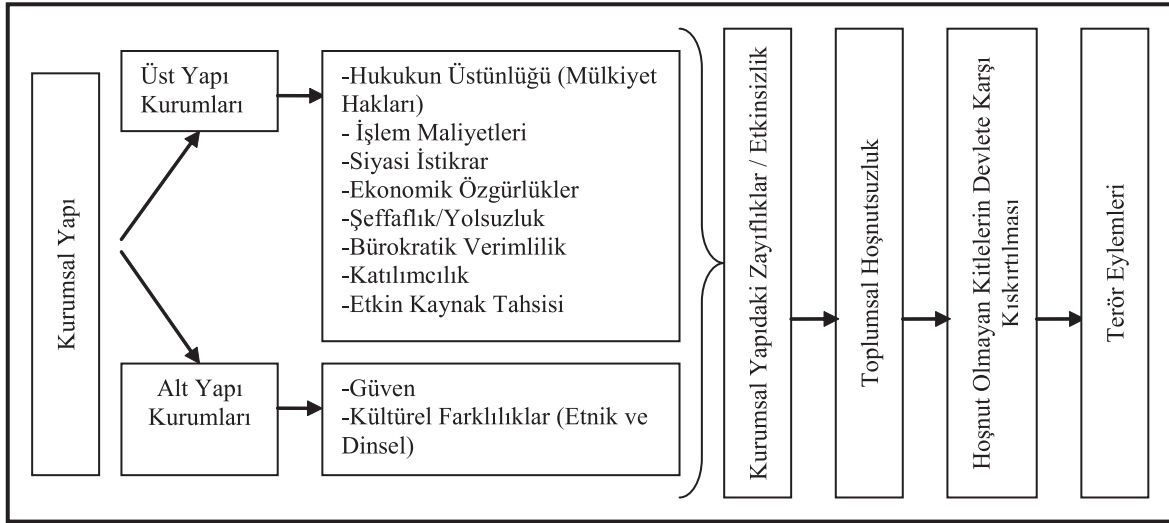 Kurumsal Yapı
Üst Yapı
Kurumları
-Hukukun Üstünlüğü (Mülkiyet
Hakları)
- İşlem Maliyetleri
-Siyasi İstikrar
-Ekonomik Özgürlükler
-Şeffaflık/Yolsuzluk
-Bürokratik Verimlilik
-Katılımcılık
-Etkin Kaynak Tahsisi
Alt Yapı
Kurumları
-Güven
-Kültürel Farklılıklar (Etnik ve
Dinsel)
Kurumsal Yapıdaki Zayıflıklar / Etkinsizlik
Toplumsal Hoşnutsuzluk
Hoşnut Olmayan Kitlelerin Devlete Karşı
Kıskırtılması
Terör Eylemleri